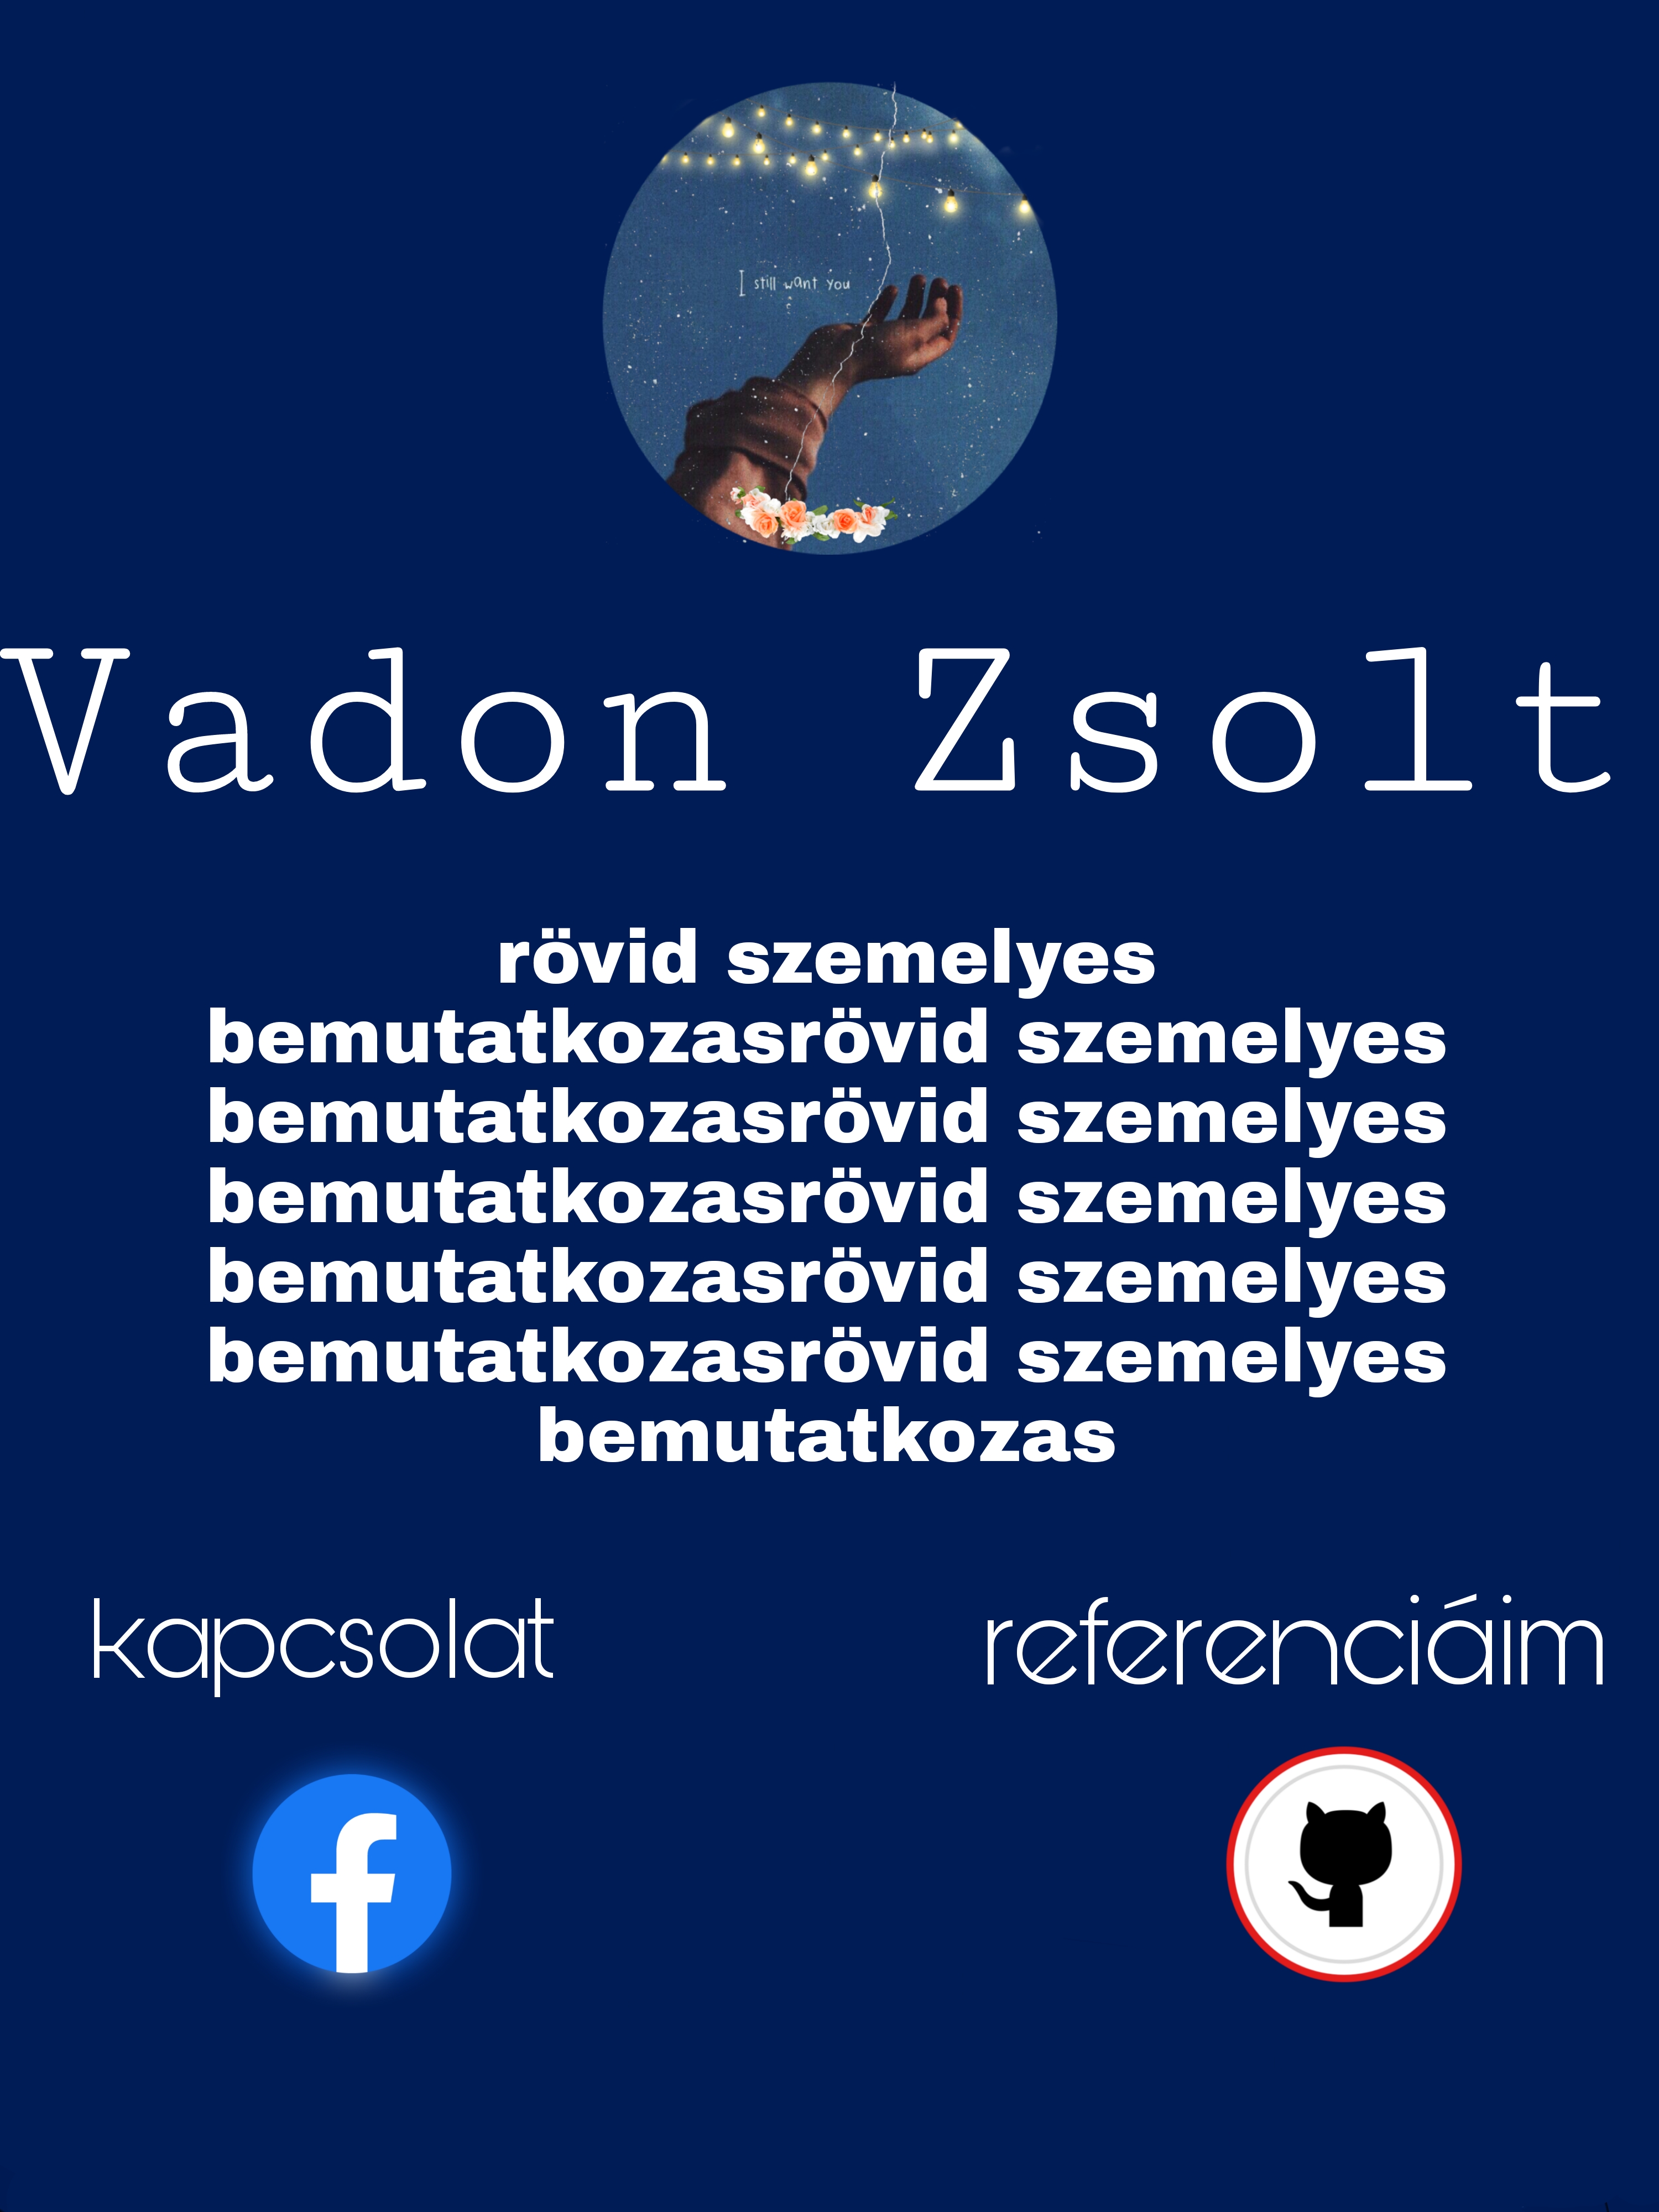 I still want you
Vadon Zsolt
rövid szemelyes
bemutatkozasrövid szemelyes
bemutatkozasrövid szemelyes
bemutatkozasrövid szemelyes
bemutatkozasrövid szemelyes
bemutatkozasrövid szemelyes
bemutatkozas
kapcsolat referenciáim